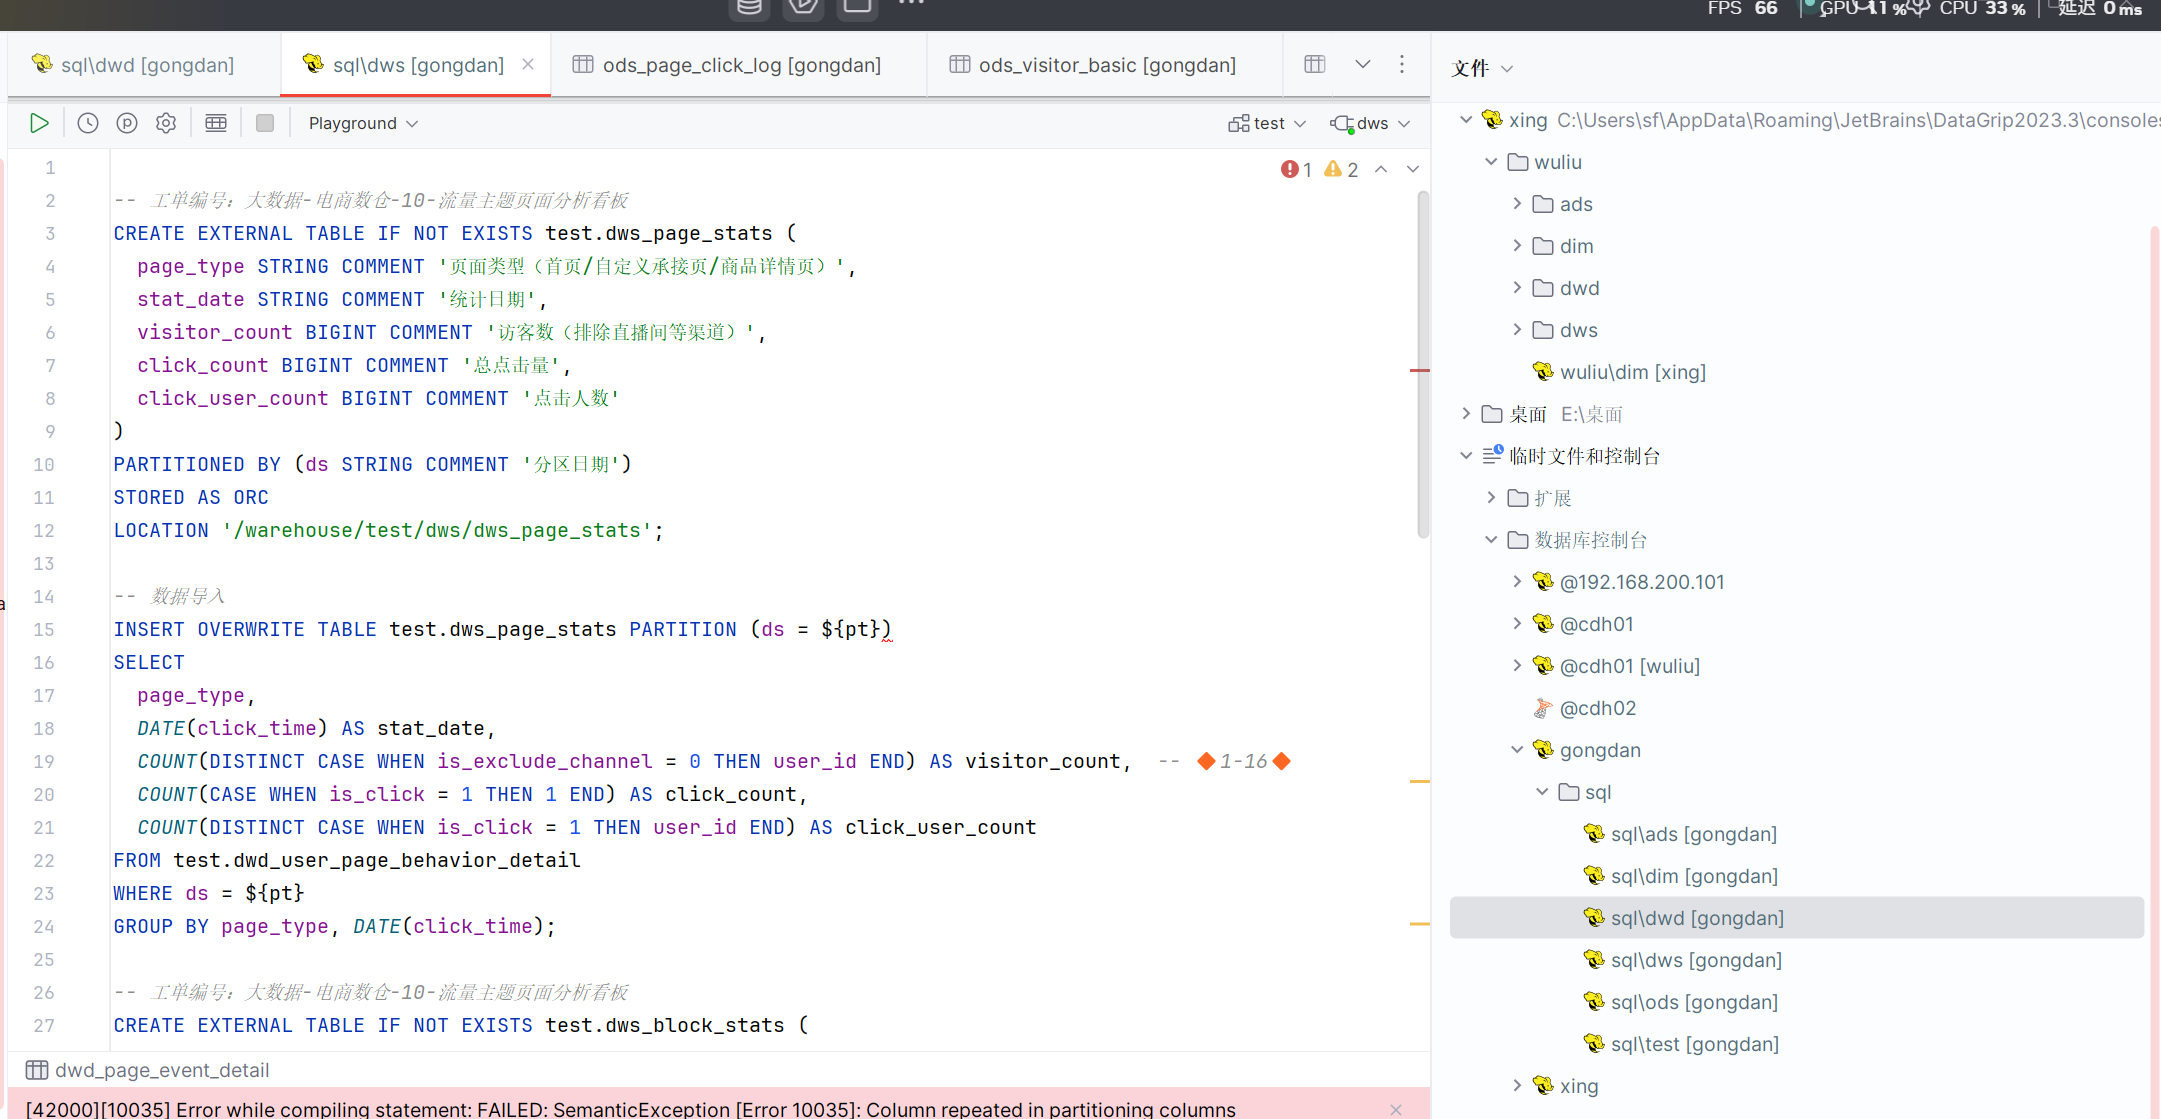 FPS 66 GPU 11 % CPU 33 % 延迟 0 ms
sql\dwd [gongdan]
sql\dws [gongdan]
ods_page_click_log [gongdan]
ods_visitor_basic [gongdan]
Playground
test
dws
1 2
1
2 -- 工单编号：大数据-电商数仓-10-流量主题页面分析看板
3 CREATE EXTERNAL TABLE IF NOT EXISTS test.dws_page_stats (
4 page_type STRING COMMENT '页面类型（首页/自定义承接页/商品详情页）',
5 stat_date STRING COMMENT '统计日期',
6 visitor_count BIGINT COMMENT '访客数（排除直播间等渠道）',
7 click_count BIGINT COMMENT '总点击量',
8 click_user_count BIGINT COMMENT '点击人数'
9 )
10 PARTITIONED BY (ds STRING COMMENT '分区日期')
11 STORED AS ORC
12 LOCATION '/warehouse/test/dws/dws_page_stats';
13
14 -- 数据导入
15 INSERT OVERWRITE TABLE test.dws_page_stats PARTITION (ds = ${pt})
16 SELECT
17 page_type,
18 DATE(click_time) AS stat_date,
19 COUNT(DISTINCT CASE WHEN is_exclude_channel = 0 THEN user_id END) AS visitor_count, -- ♦1-16♦
20 COUNT(CASE WHEN is_click = 1 THEN 1 END) AS click_count,
21 COUNT(DISTINCT CASE WHEN is_click = 1 THEN user_id END) AS click_user_count
22 FROM test.dwd_user_page_behavior_detail
23 WHERE ds = ${pt}
24 GROUP BY page_type, DATE(click_time);
25
26 -- 工单编号：大数据-电商数仓-10-流量主题页面分析看板
27 CREATE EXTERNAL TABLE IF NOT EXISTS test.dws_block_stats (
dwd_page_event_detail
[42000][10035] Error while compiling statement: FAILED: SemanticException [Error 10035]: Column repeated in partitioning columns
文件
xing C:\Users\sf\AppData\Roaming\JetBrains\DataGrip2023.3\consoles
wuliu
ads
dim
dwd
dws
wuliu\dim [xing]
桌面 E:\桌面
临时文件和控制台
扩展
数据库控制台
@192.168.200.101
@cdh01
@cdh01 [wuliu]
@cdh02
gongdan
sql
sql\ads [gongdan]
sql\dim [gongdan]
sql\dwd [gongdan]
sql\dws [gongdan]
sql\ods [gongdan]
sql\test [gongdan]
xing